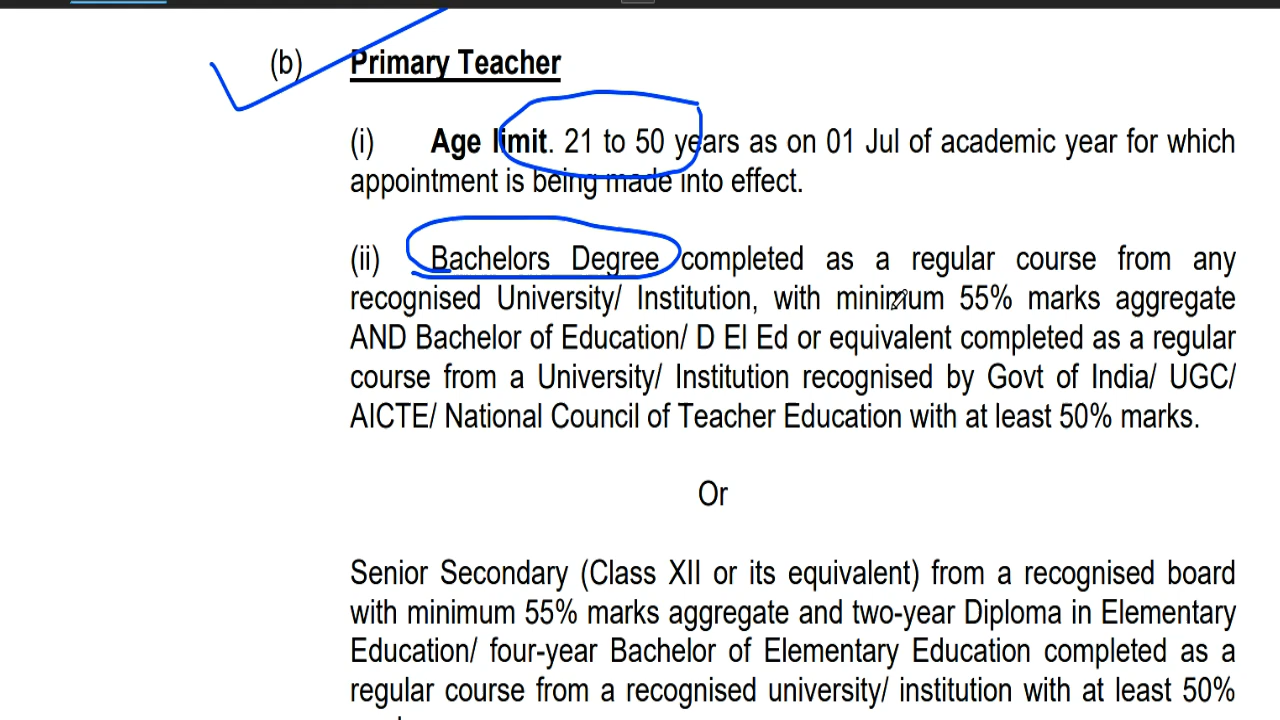 (b) Primary Teacher
(i) Age limit. 21 to 50 years as on 01 Jul of academic year for which
appointment is being made into effect.
(ii) Bachelors Degree completed as a regular course from any
recognised University/ Institution, with minimum 55% marks aggregate
AND Bachelor of Education/ D El Ed or equivalent completed as a regular
course from a University/ Institution recognised by Govt of India/ UGC/
AICTE/ National Council of Teacher Education with at least 50% marks.
Or
Senior Secondary (Class XII or its equivalent) from a recognised board
with minimum 55% marks aggregate and two-year Diploma in Elementary
Education/ four-year Bachelor of Elementary Education completed as a
regular course from a recognised university/ institution with at least 50%